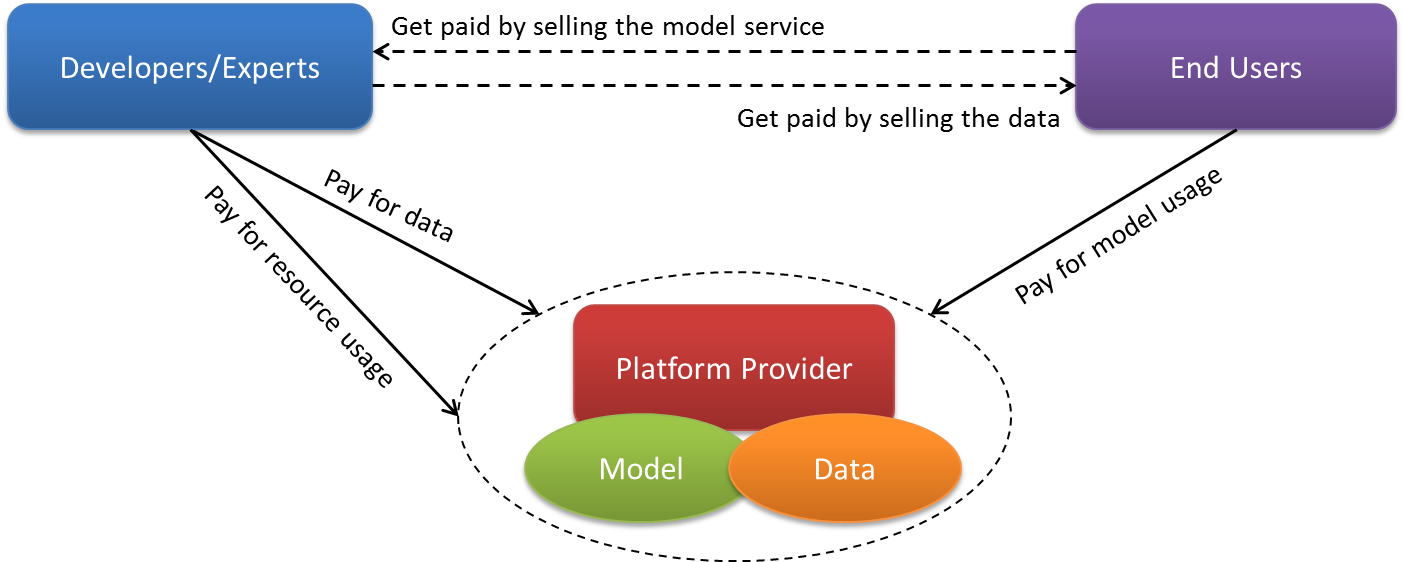 Get paid by selling the model service
Developers/Experts
End Users
Get paid by selling the data
Pay for data
Pay for resource usage
Pay for model usage
Platform Provider
Model
Data